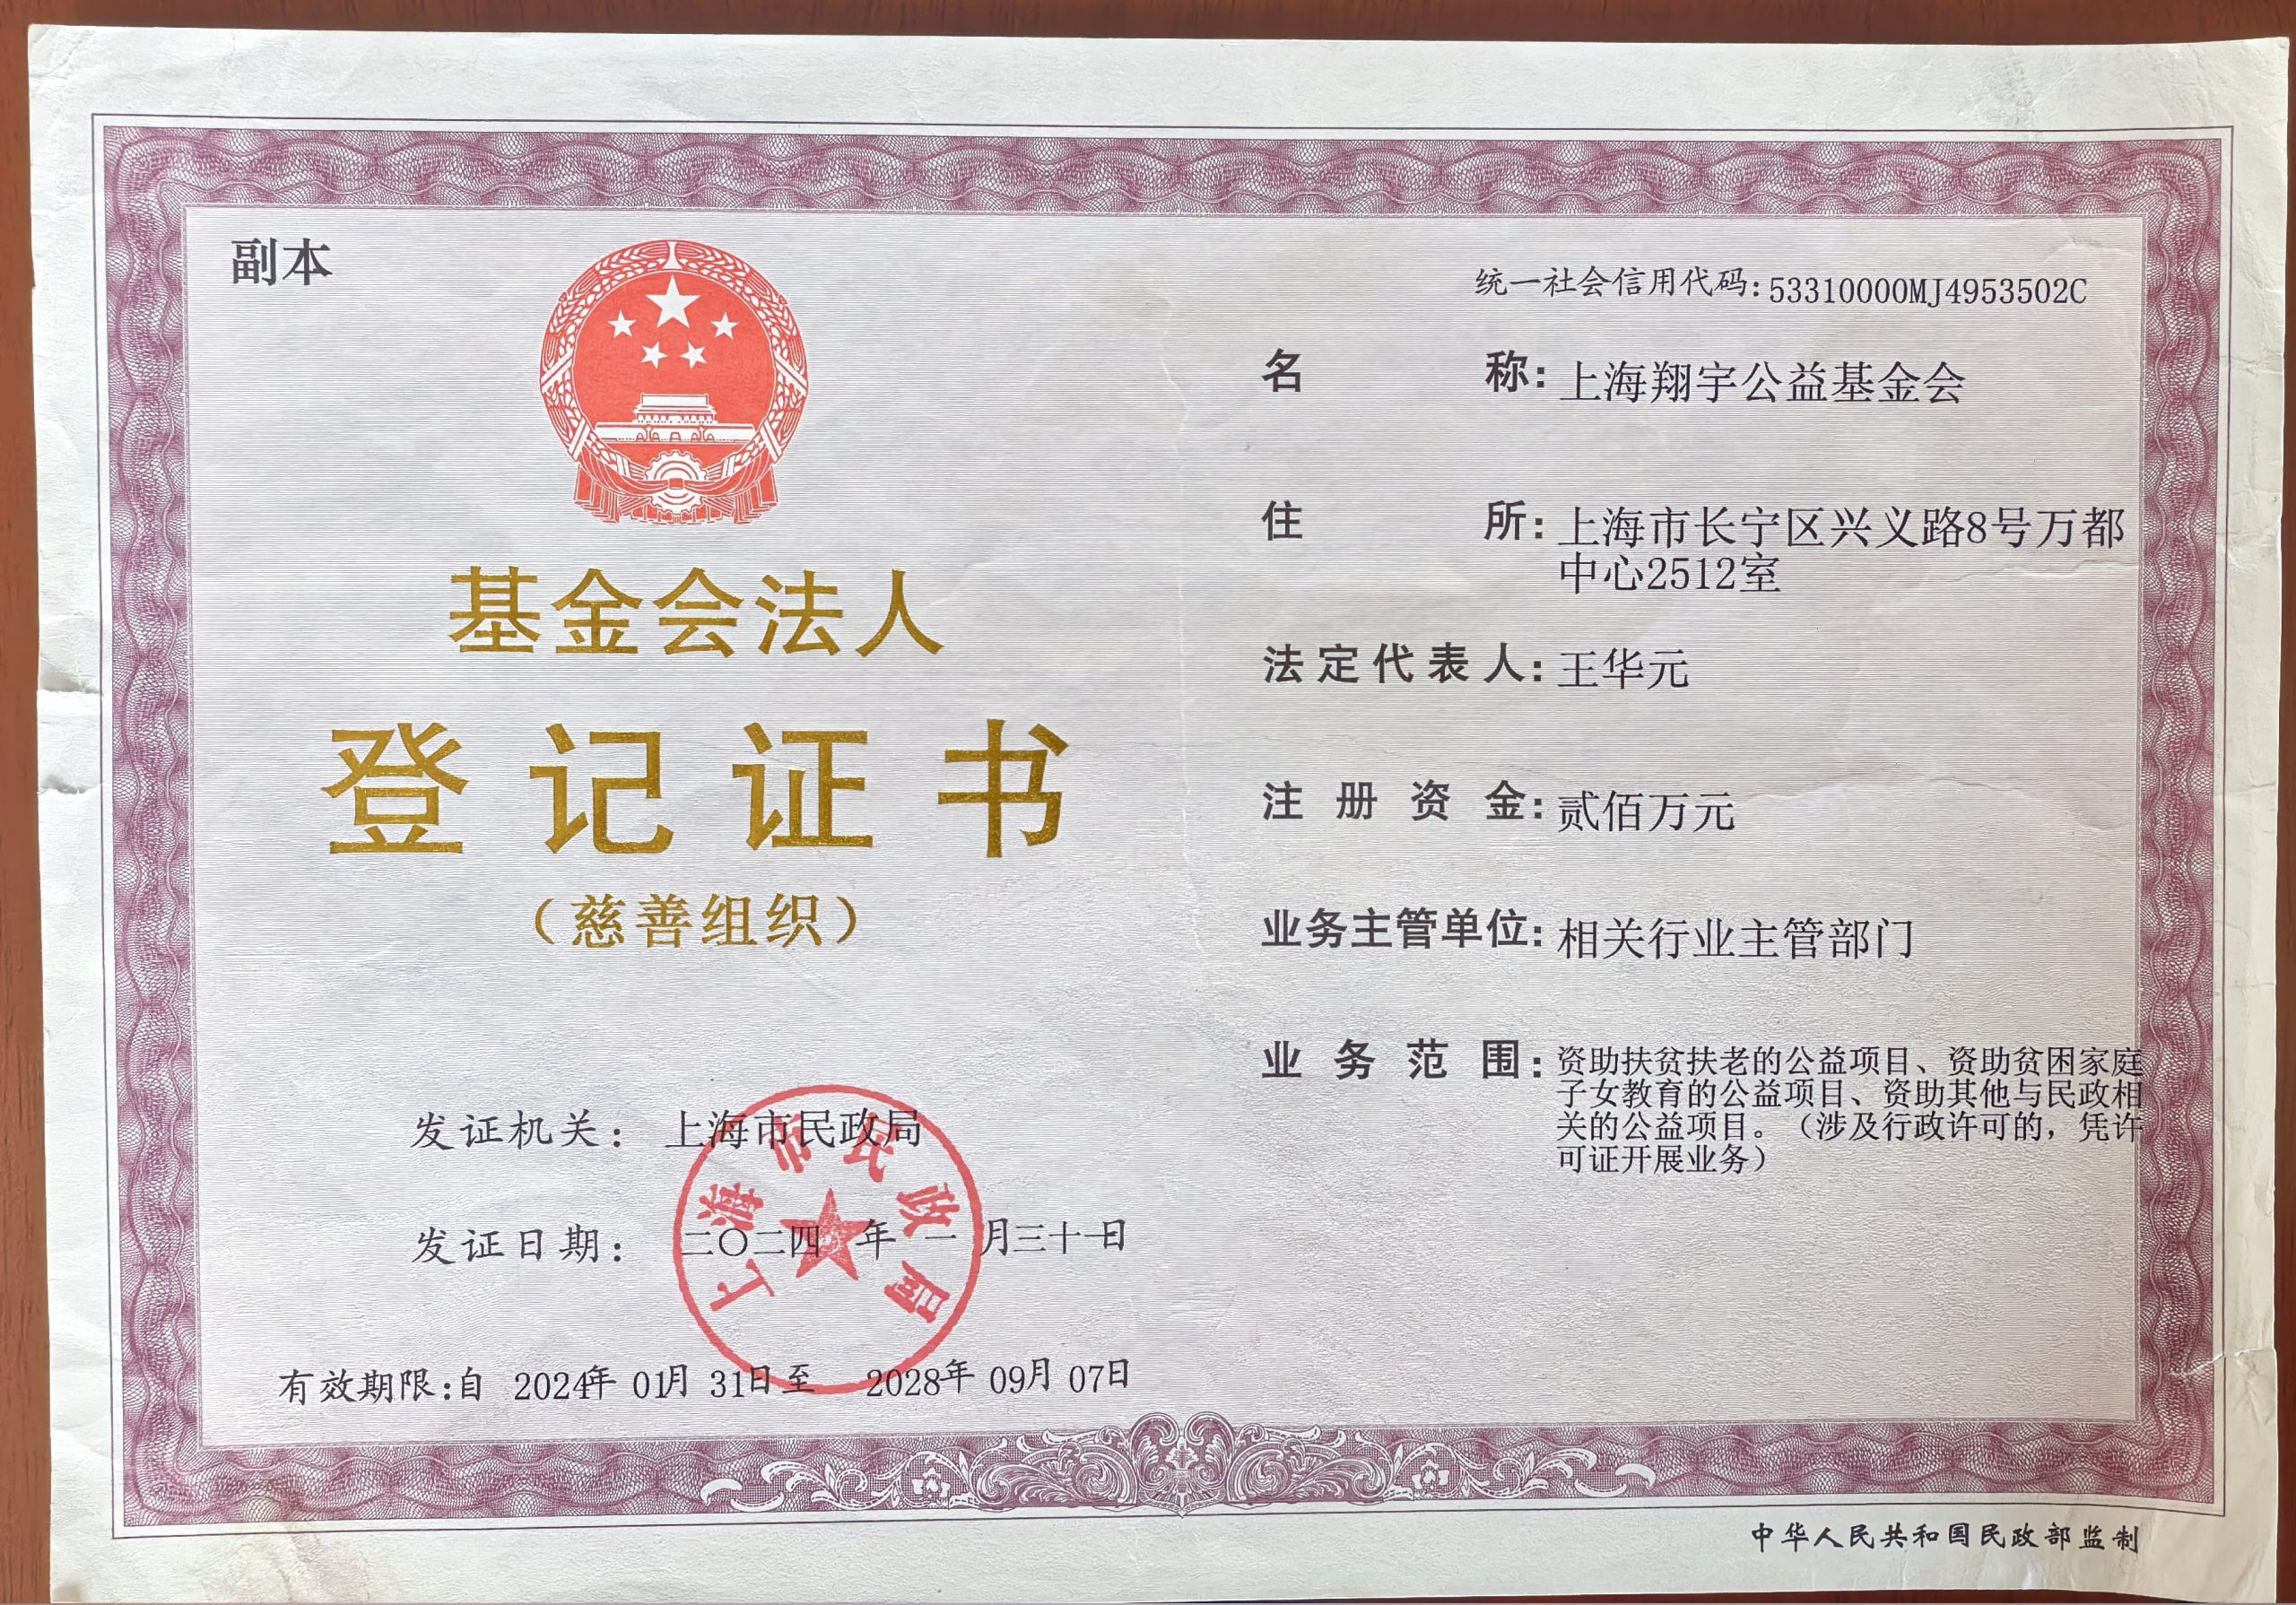 副本
基金会法人
登记证书
（慈善组织）
发证机关： 上海市民政局
发证日期： 二〇二四 年 一 月三十一日
上海市民政局
有效期限：自 2024年 01月 31日至 2028年 09月 07日
统一社会信用代码：53310000MJ4953502C
名称：上海翔宇公益基金会
住所：上海市长宁区兴义路8号万都
中心2512室
法定代表人：王华元
注册资金：贰佰万元
业务主管单位：相关行业主管部门
业务范围：资助扶贫扶老的公益项目、资助贫困家庭
子女教育的公益项目、资助其他与民政相
关的公益项目。（涉及行政许可的，凭许
可证开展业务）
中华人民共和国民政部监制